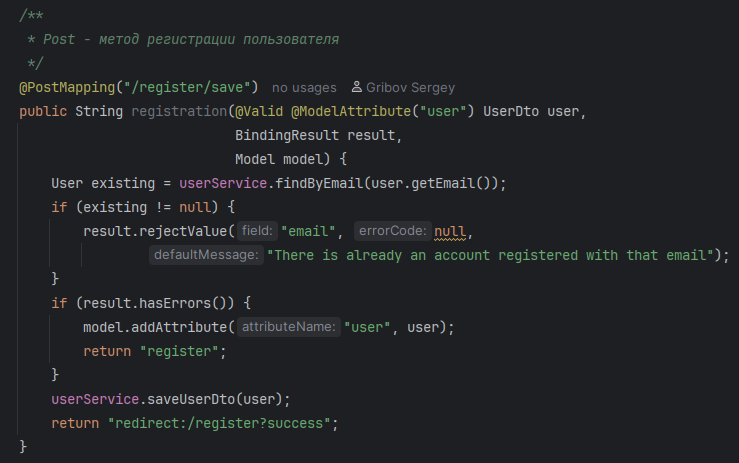 /**
 * Post - метод регистрации пользователя
 */
@PostMapping("/register/save") no usages Gribov Sergey
public String registration(@Valid @ModelAttribute("user") UserDto user,
                           BindingResult result,
                           Model model) {
    User existing = userService.findByEmail(user.getEmail());
    if (existing != null) {
        result.rejectValue( field: "email", errorCode: null,
                defaultMessage: "There is already an account registered with that email");
    }
    if (result.hasErrors()) {
        model.addAttribute( attributeName: "user", user);
        return "register";
    }
    userService.saveUserDto(user);
    return "redirect:/register?success";
}